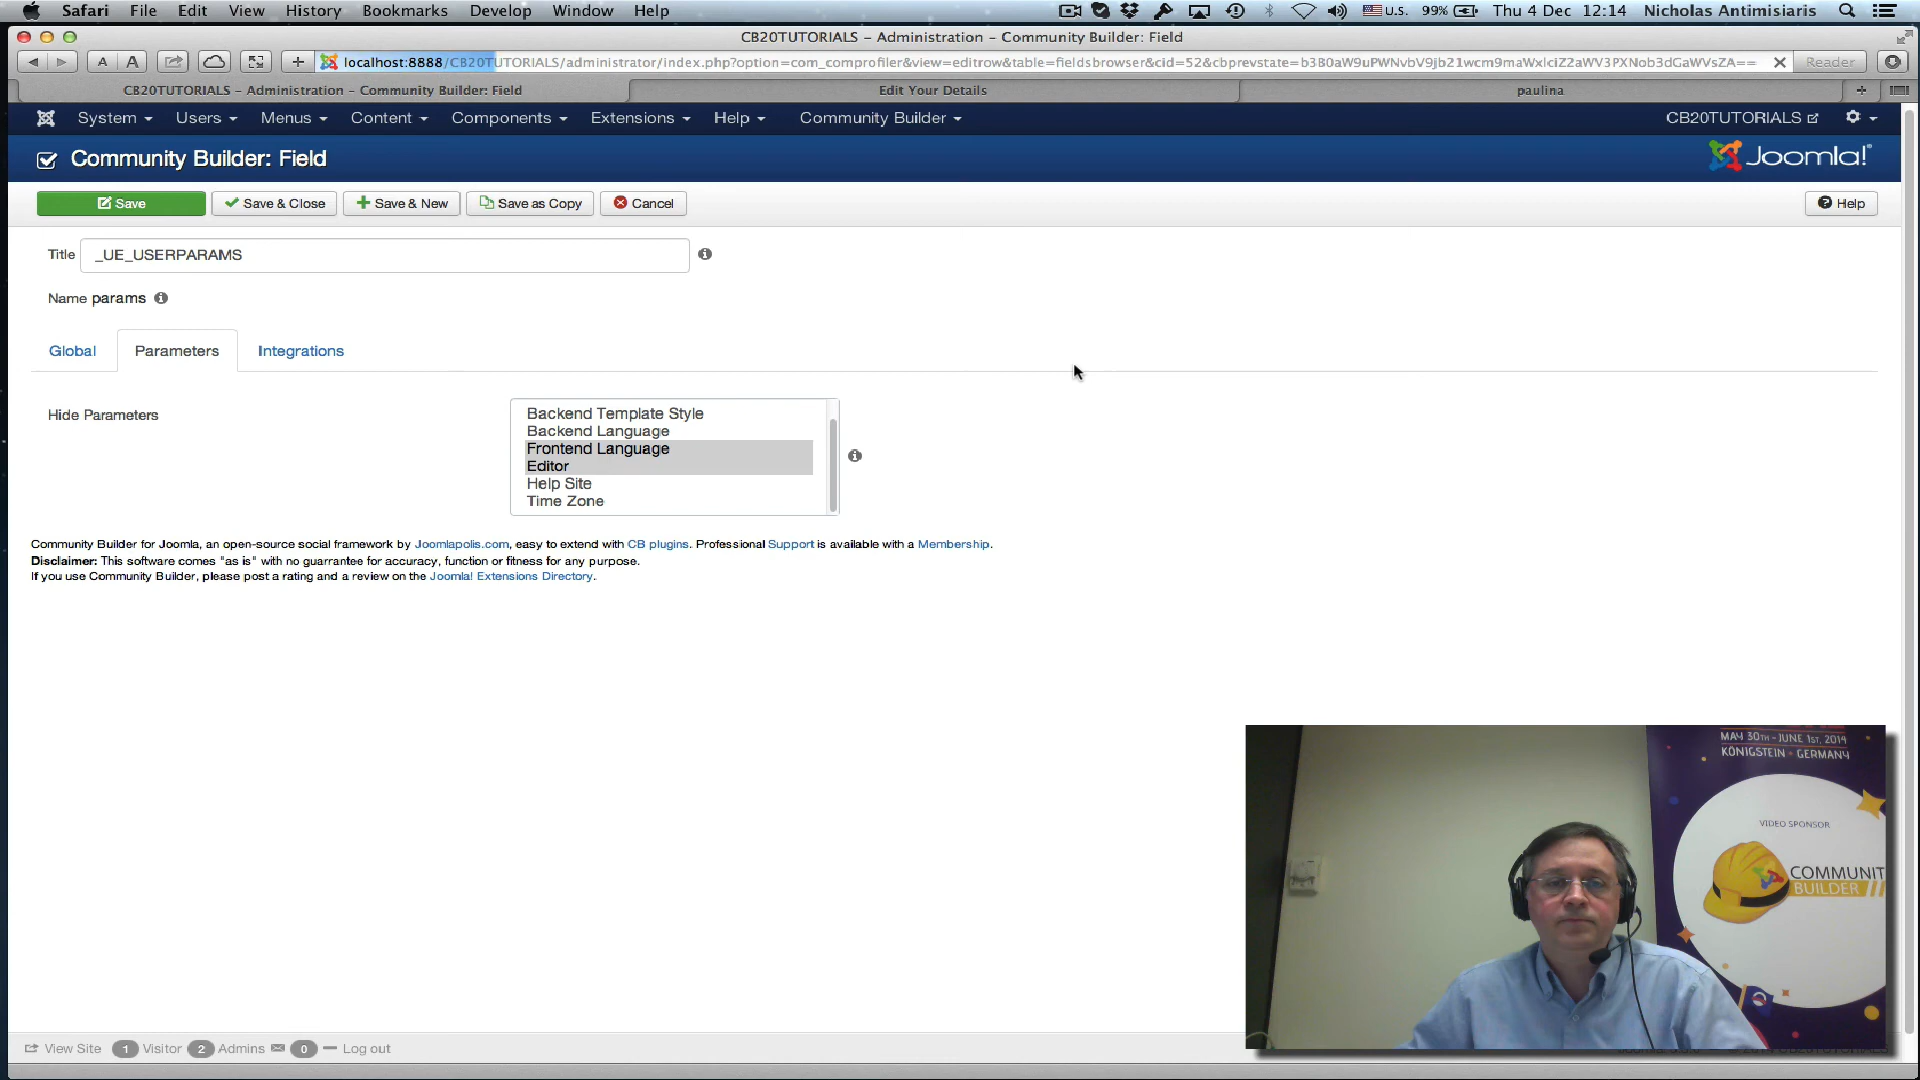 Safari File Edit View History Bookmarks Develop Window Help U.S. 99% Thu 4 Dec 12:14 Nicholas Antimisiaris
CB20TUTORIALS – Administration – Community Builder: Field
A A + localhost:8888/CB20TUTORIALS/administrator/index.php?option=com_comprofiler&view=editrow&table=fieldsbrowser&cid=52&cbprevstate=b3B0aW9uPWNvbV9jb21wcm9maWxlciZ2aWV3PXNob3dGaWVsZA== Reader
CB20TUTORIALS – Administration – Community Builder: Field Edit Your Details paulina +
System Users Menus Content Components Extensions Help Community Builder CB20TUTORIALS
Community Builder: Field Joomla!®
Save Save & Close Save & New Save as Copy Cancel Help
Title _UE_USERPARAMS
Name params
Global Parameters Integrations
Hide Parameters
Backend Template Style
Backend Language
Frontend Language
Editor
Help Site
Time Zone
Community Builder for Joomla, an open-source social framework by Joomlapolis.com, easy to extend with CB plugins. Professional Support is available with a Membership.
Disclaimer: This software comes "as is" with no guarrantee for accuracy, function or fitness for any purpose.
If you use Community Builder, please post a rating and a review on the Joomla! Extensions Directory.
MAY 30TH - JUNE 1ST, 2014
KÖNIGSTEIN - GERMANY
VIDEO SPONSOR
COMMUNIT
BUILDER
View Site 1 Visitor 2 Admins 0 Log out